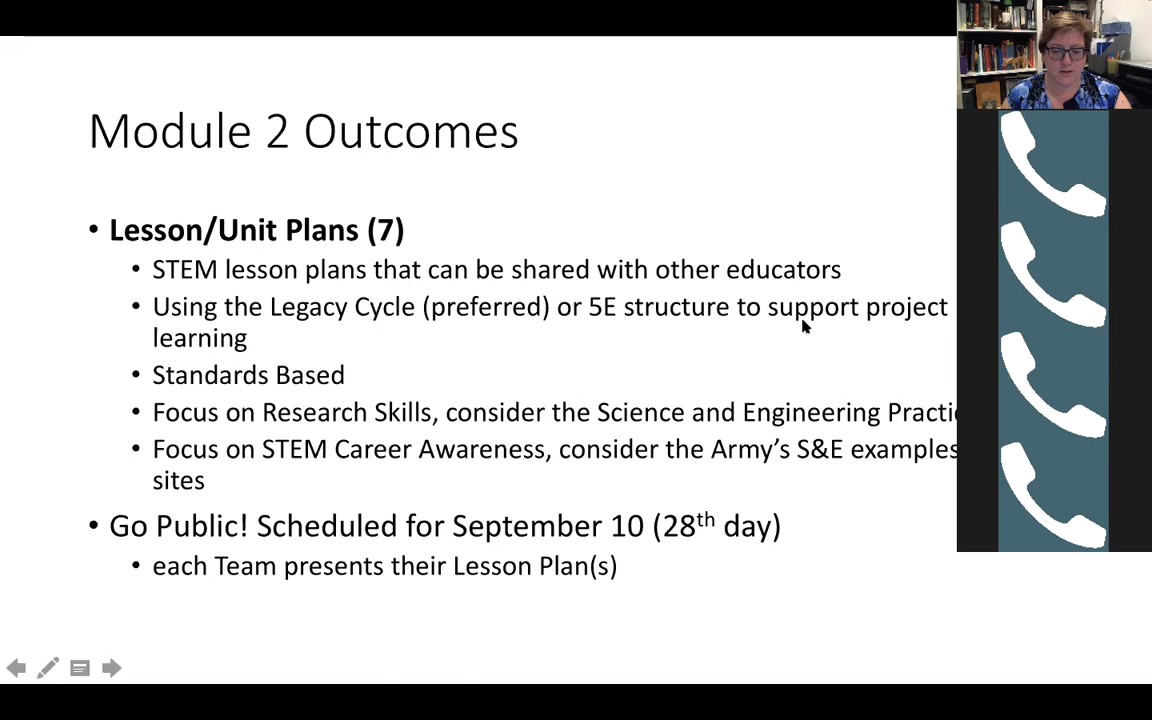 Module 2 Outcomes
• Lesson/Unit Plans (7)
• STEM lesson plans that can be shared with other educators
• Using the Legacy Cycle (preferred) or 5E structure to support project
learning
• Standards Based
• Focus on Research Skills, consider the Science and Engineering
• Focus on STEM Career Awareness, consider the Army’s S&E examples
sites
• Go Public! Scheduled for September 10 (28th day)
• each Team presents their Lesson Plan(s)